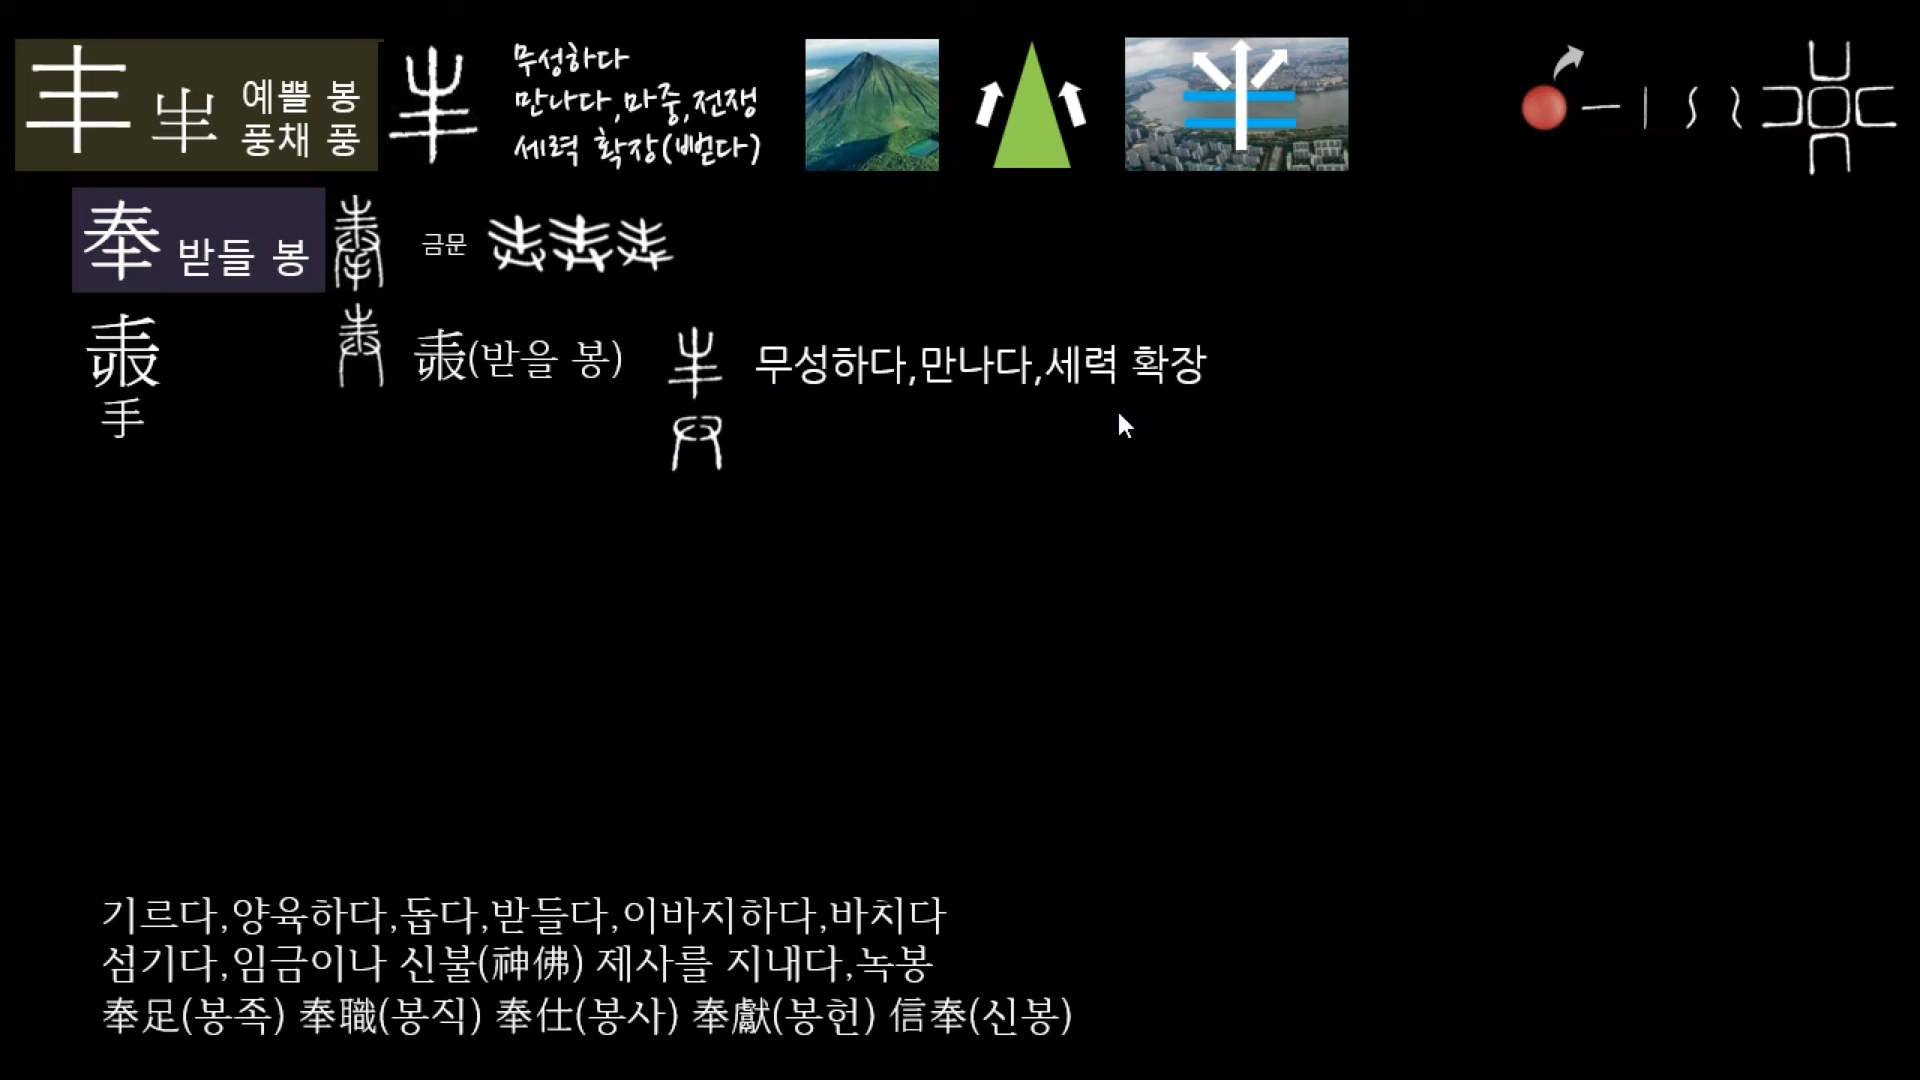 丰 㞷 예쁠 봉
풍채 풍
무성하다
만나다,마중,전쟁
세력 확장(뻗다)
奉 받들 봉
금문
手
(받을 봉)
무성하다,만나다,세력 확장
기르다,양육하다,돕다,받들다,이바지하다,바치다
섬기다,임금이나 신불(神佛) 제사를 지내다,녹봉
奉足(봉족) 奉職(봉직) 奉仕(봉사) 奉獻(봉헌) 信奉(신봉)